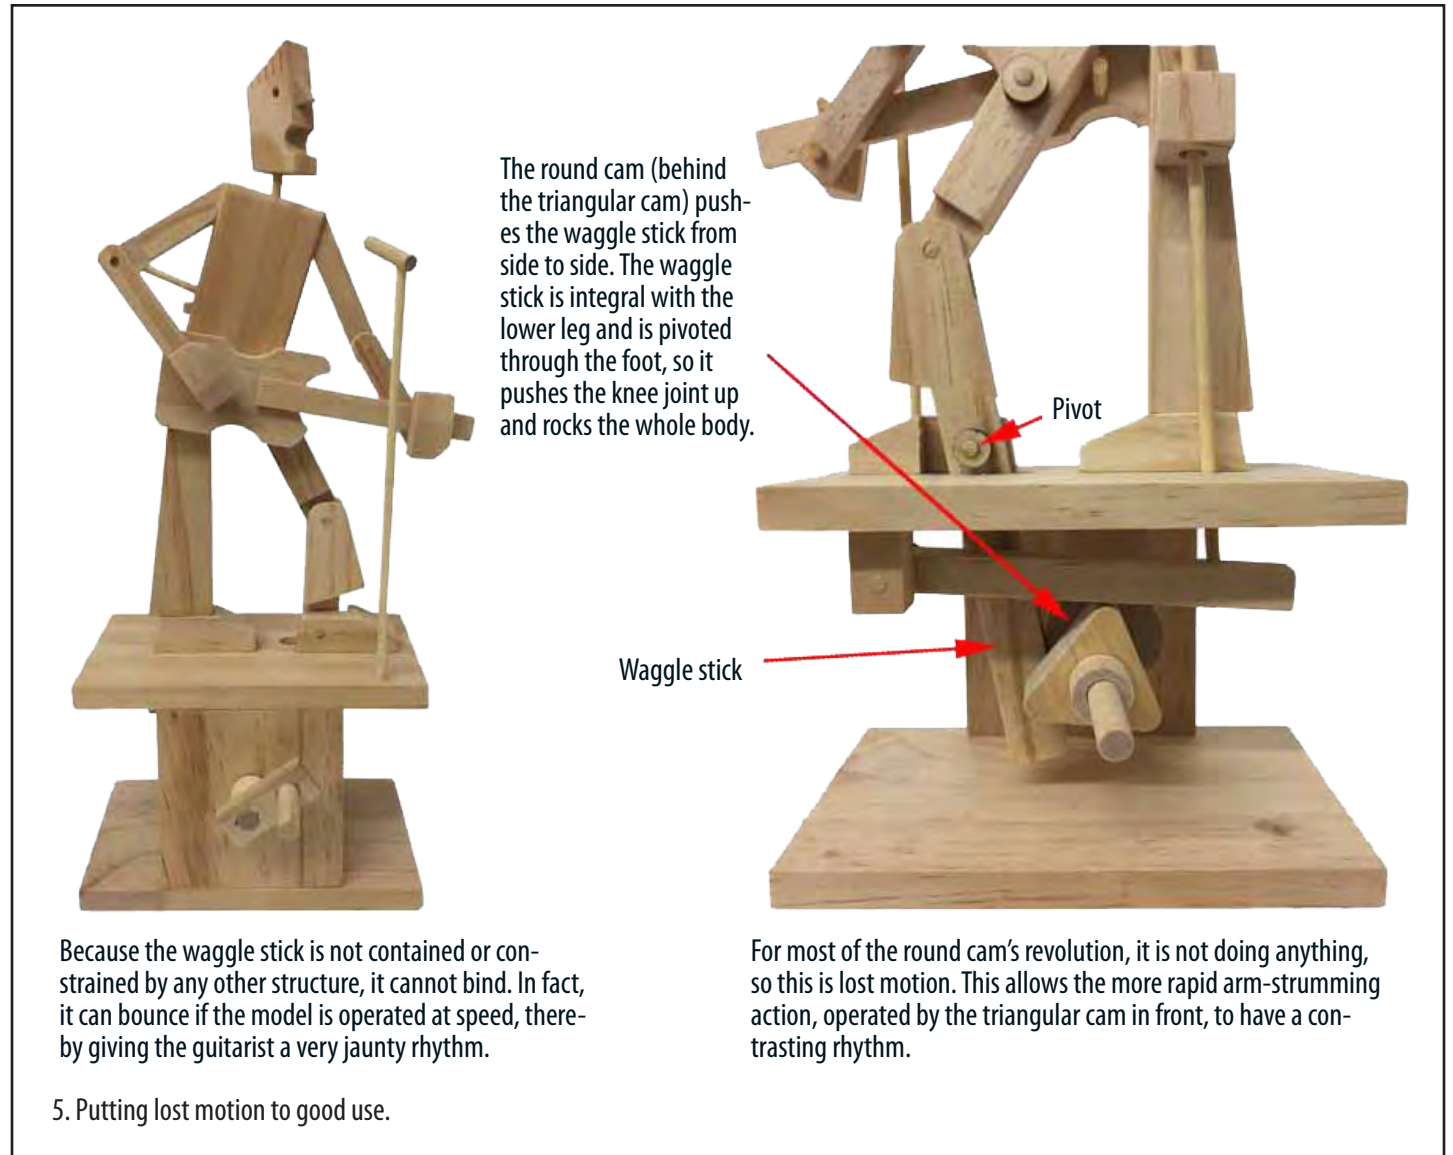 The round cam (behind
the triangular cam) push-
es the waggle stick from
side to side. The waggle
stick is integral with the
lower leg and is pivoted
through the foot, so it
pushes the knee joint up
and rocks the whole body.
Pivot
Waggle stick
Because the waggle stick is not contained or con-
strained by any other structure, it cannot bind. In fact,
it can bounce if the model is operated at speed, there-
by giving the guitarist a very jaunty rhythm.
For most of the round cam's revolution, it is not doing anything,
so this is lost motion. This allows the more rapid arm-strumming
action, operated by the triangular cam in front, to have a con-
trasting rhythm.
5. Putting lost motion to good use.